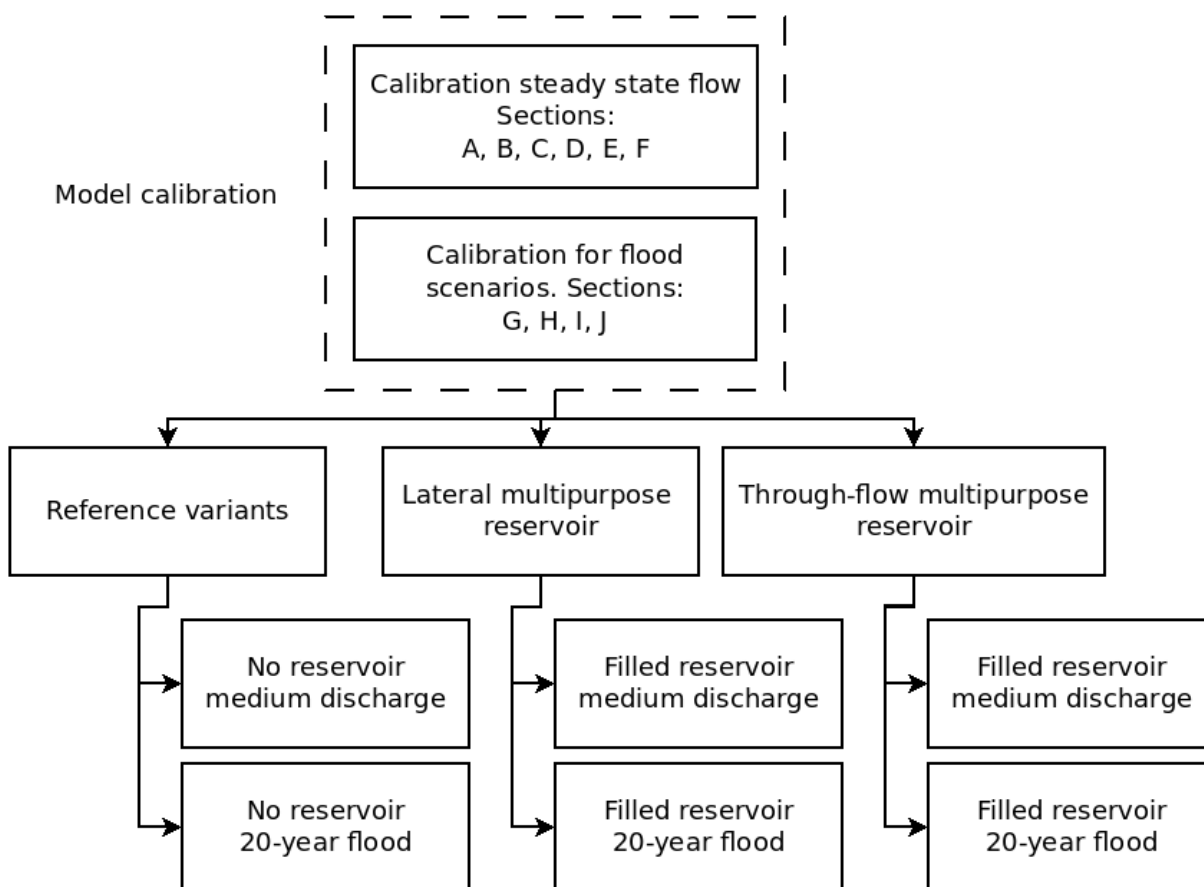 Calibration steady state flow
Sections:
A, B, C, D, E, F
Model calibration
Calibration for flood
scenarios. Sections:
G, H, I, J
Reference variants
Lateral multipurpose
reservoir
Through-flow multipurpose
reservoir
No reservoir
medium discharge
Filled reservoir
medium discharge
Filled reservoir
medium discharge
No reservoir
20-year flood
Filled reservoir
20-year flood
Filled reservoir
20-year flood